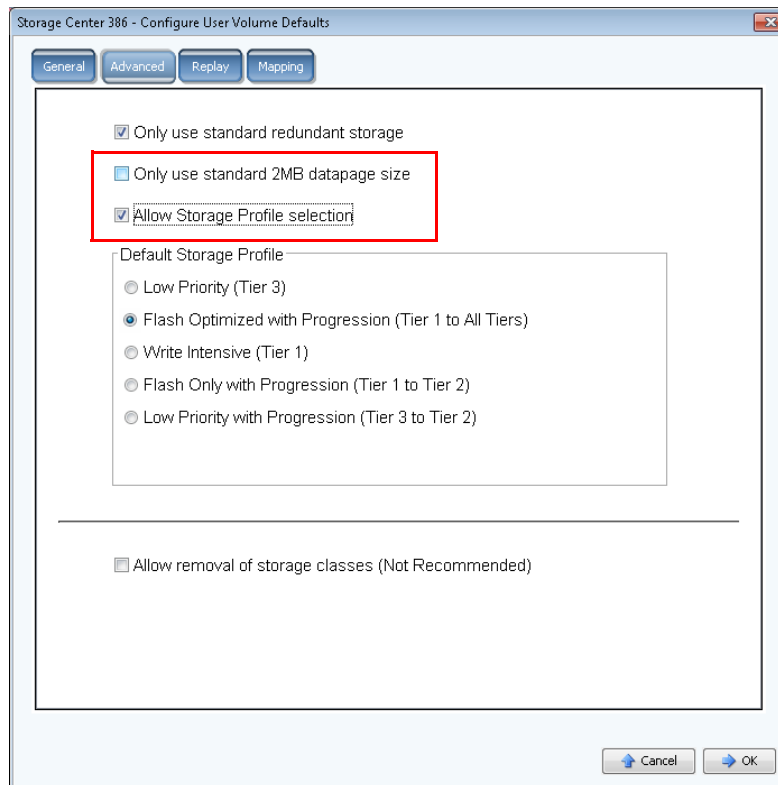 Storage Center 386 - Configure User Volume Defaults
General Advanced Replay Mapping
Only use standard redundant storage
Only use standard 2MB datapage size
Allow Storage Profile selection
Default Storage Profile
Low Priority (Tier 3)
Flash Optimized with Progression (Tier 1 to All Tiers)
Write Intensive (Tier 1)
Flash Only with Progression (Tier 1 to Tier 2)
Low Priority with Progression (Tier 3 to Tier 2)
Allow removal of storage classes (Not Recommended)
Cancel OK